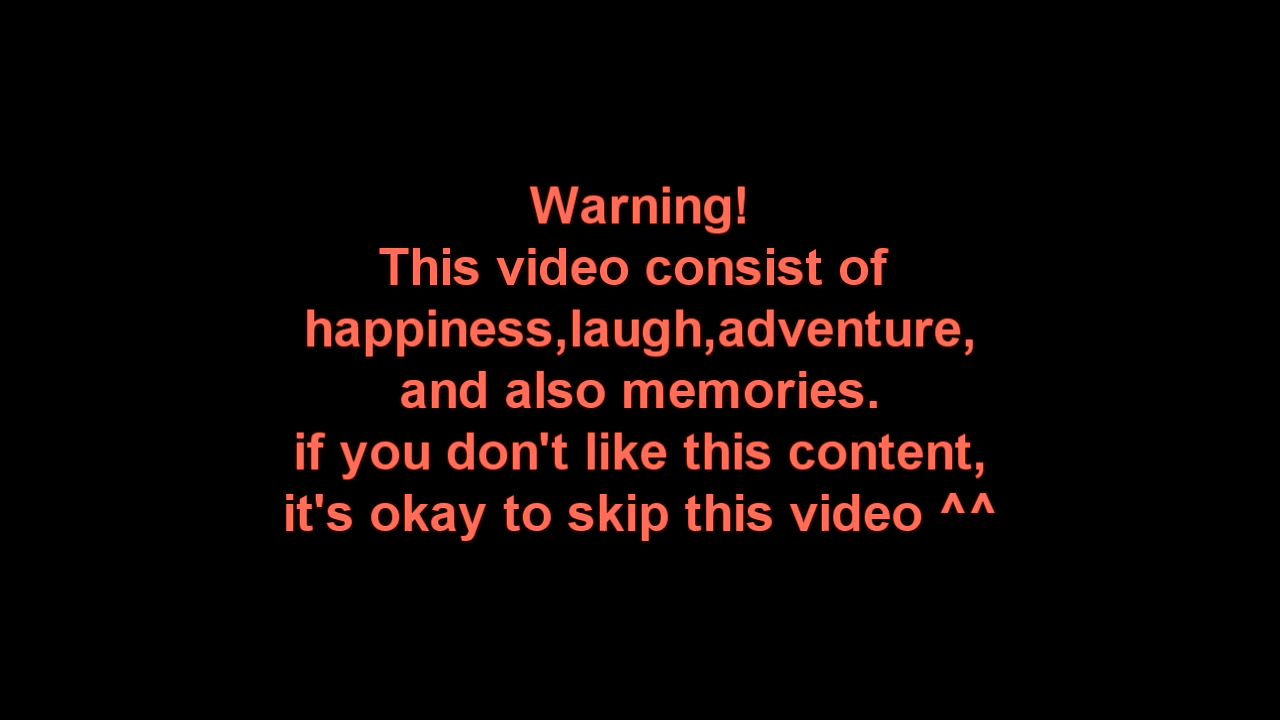 Warning!
This video consist of
happiness,laugh,adventure,
and also memories.
if you don't like this content,
it's okay to skip this video ^^